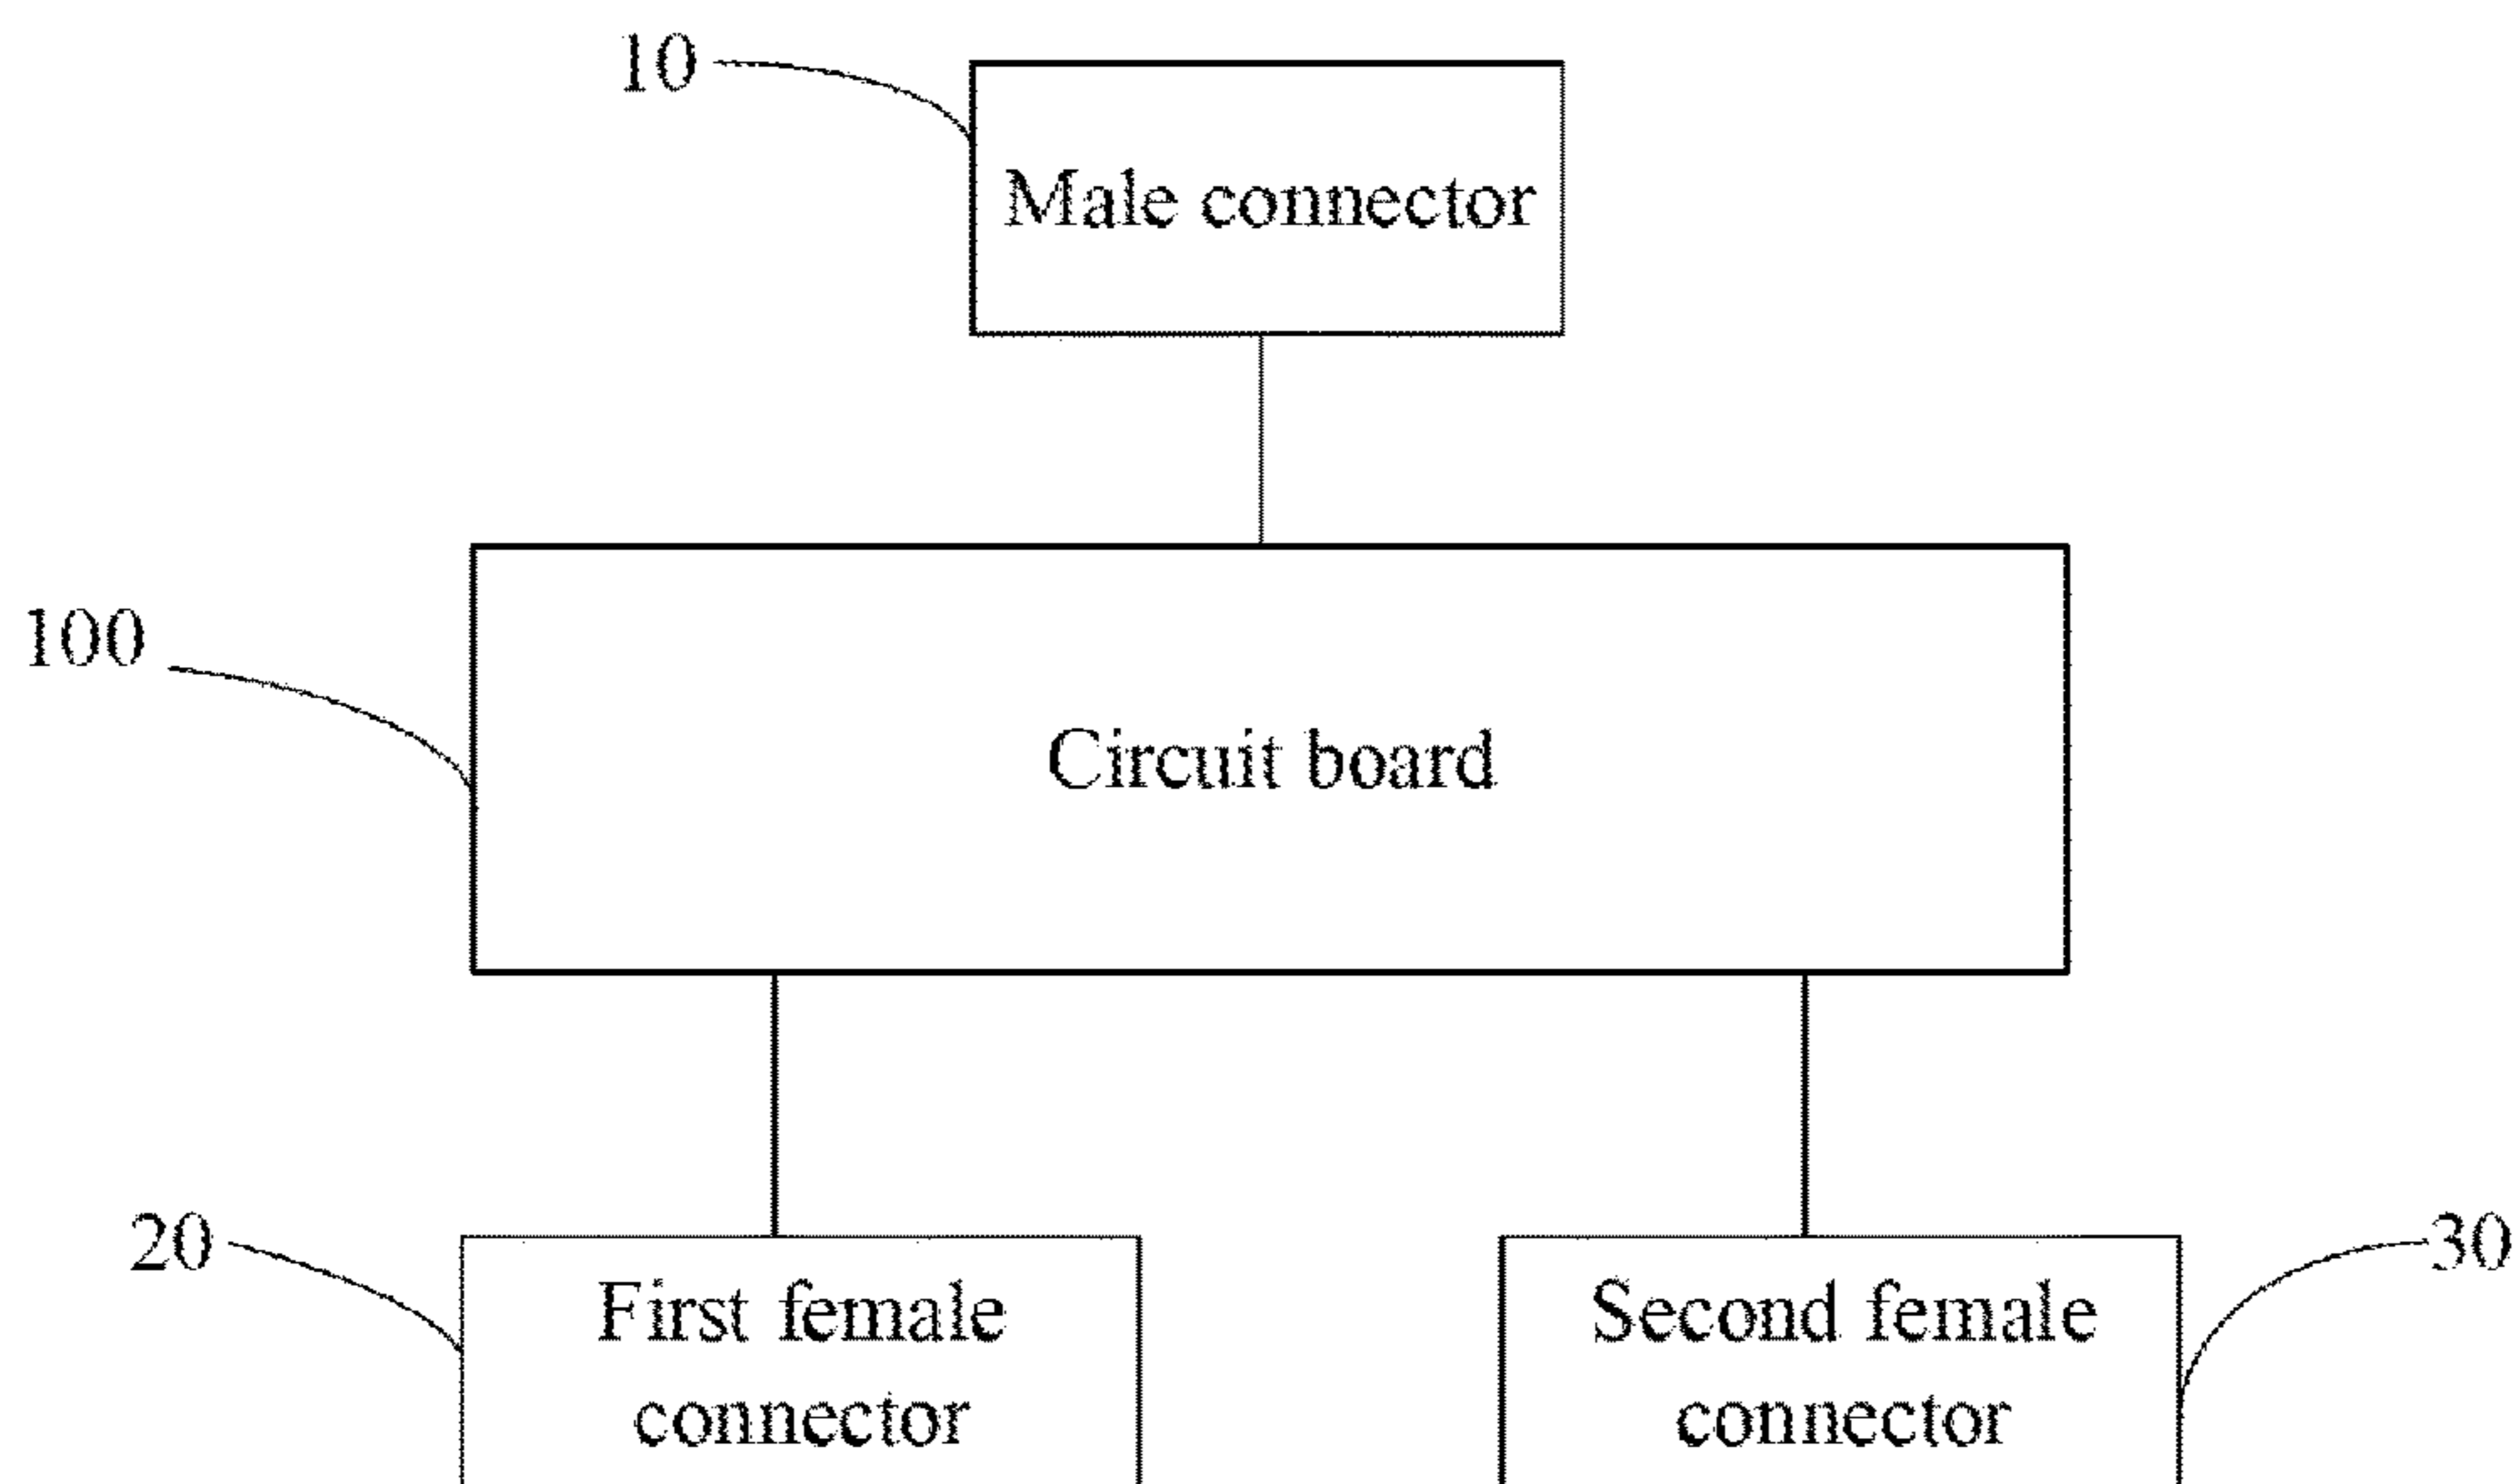 10
Male connector
100
Circuit board
20
30
First female
connector
Second female
connector